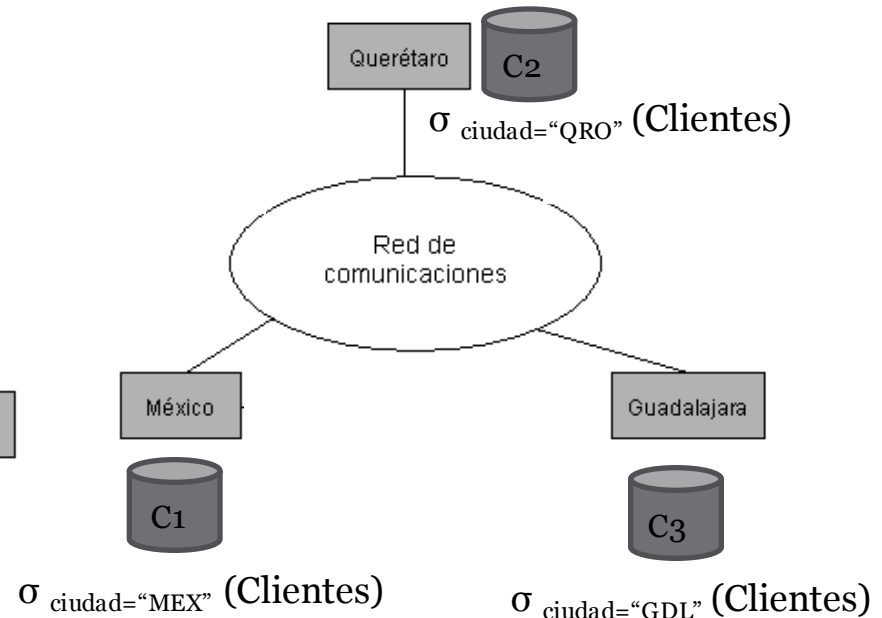 Querétaro
C2
σ ciudad=“QRO” (Clientes)
Red de
comunicaciones
México
Guadalajara
C1
C3
σ ciudad=“MEX” (Clientes)
σ ciudad=“GDL” (Clientes)